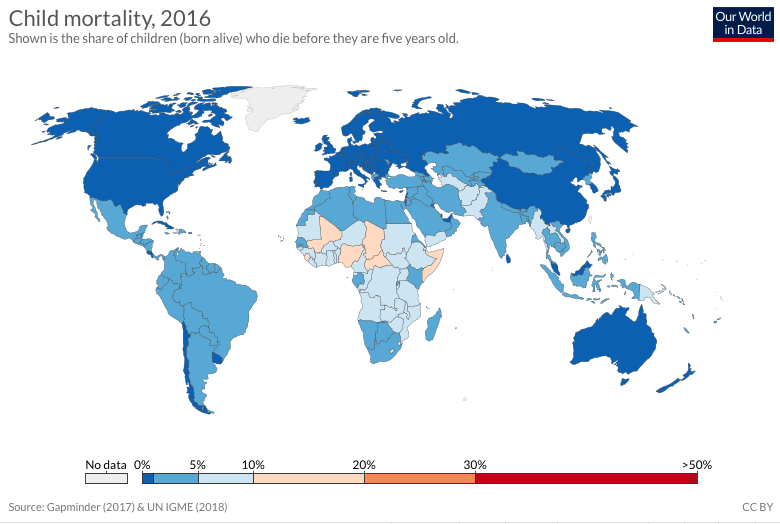 Child mortality, 2016
Shown is the share of children (born alive) who die before they are five years old.
Our World
in Data
No data 0% 5% 10% 20% 30% >50%
Source: Gapminder (2017) & UN IGME (2018)
CC BY